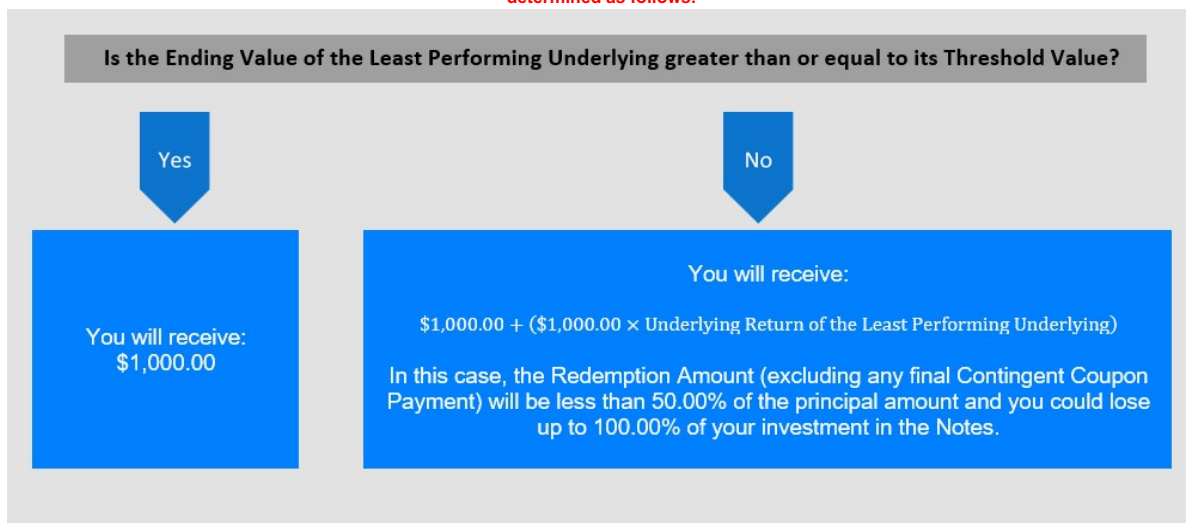 determined as follows:
Is the Ending Value of the Least Performing Underlying greater than or equal to its Threshold Value?
Yes
No
You will receive:
$1,000.00
You will receive:
$1,000.00 + ($1,000.00 × Underlying Return of the Least Performing Underlying)
In this case, the Redemption Amount (excluding any final Contingent Coupon
Payment) will be less than 50.00% of the principal amount and you could lose
up to 100.00% of your investment in the Notes.